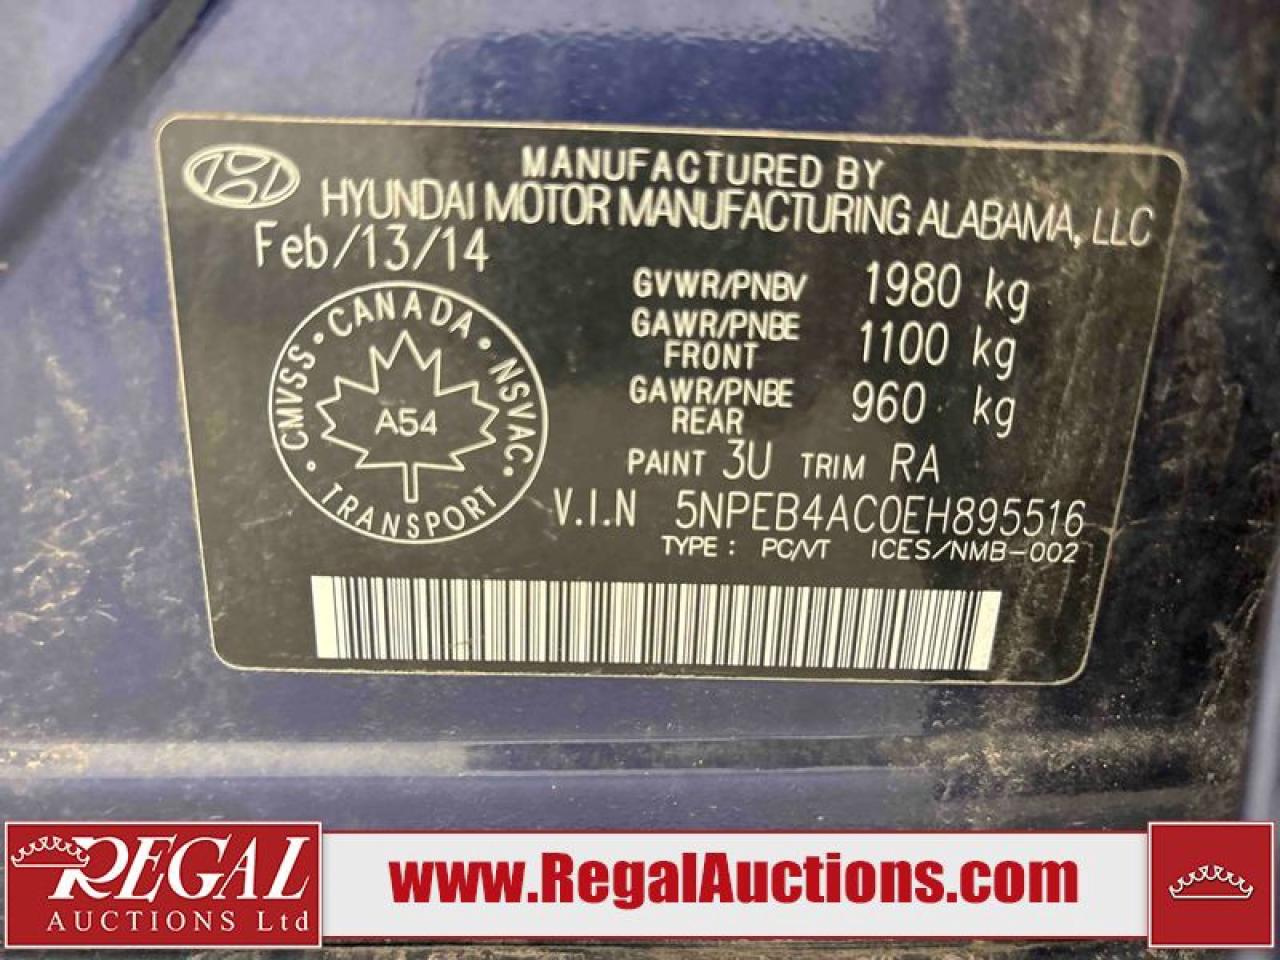 MANUFACTURED BY
HYUNDAI MOTOR MANUFACTURING ALABAMA, LLC
Feb/13/14
GVWR/PNBV 1980 kg
GAWR/PNBE FRONT 1100 kg
GAWR/PNBE REAR 960 kg
PAINT 3U TRIM RA
V.I.N 5NPEB4AC0EH895516
TYPE : PC/VT ICES/NMB-002
CANADA • NSVAC • TRANSPORT • CMVSS •
A54
REGAL
AUCTIONS Ltd
www.RegalAuctions.com